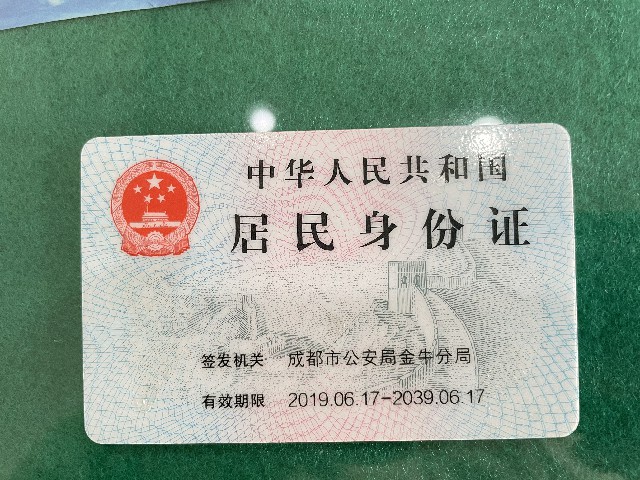 中华人民共和国
居民身份证
签发机关 成都市公安局金牛分局
有效期限 2019.06.17-2039.06.17